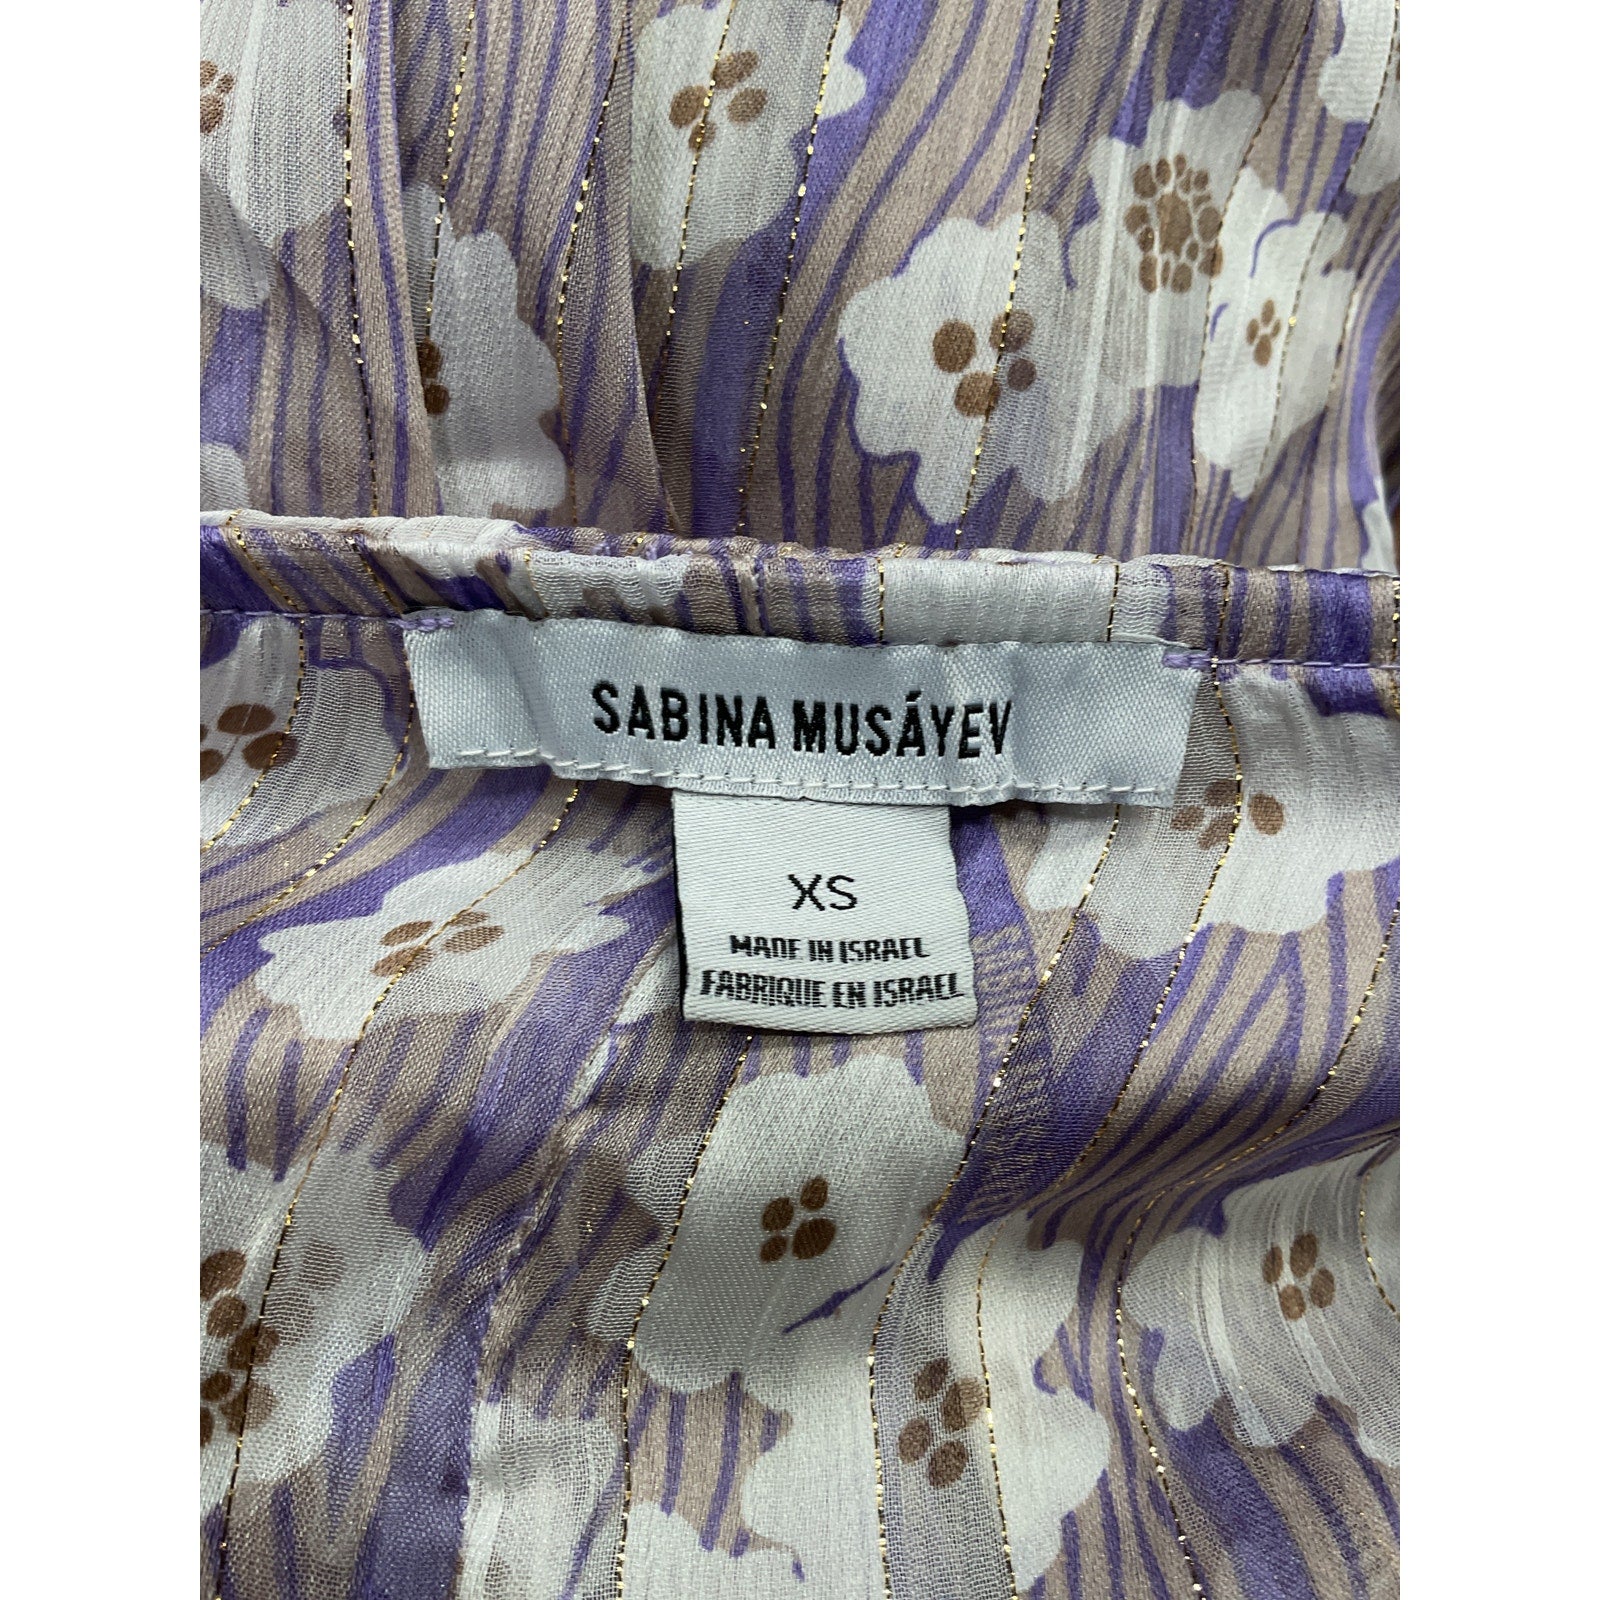 SABINA MUSÁYEV
XS
MADE IN ISRAEL
FABRIQUE EN ISRAEL